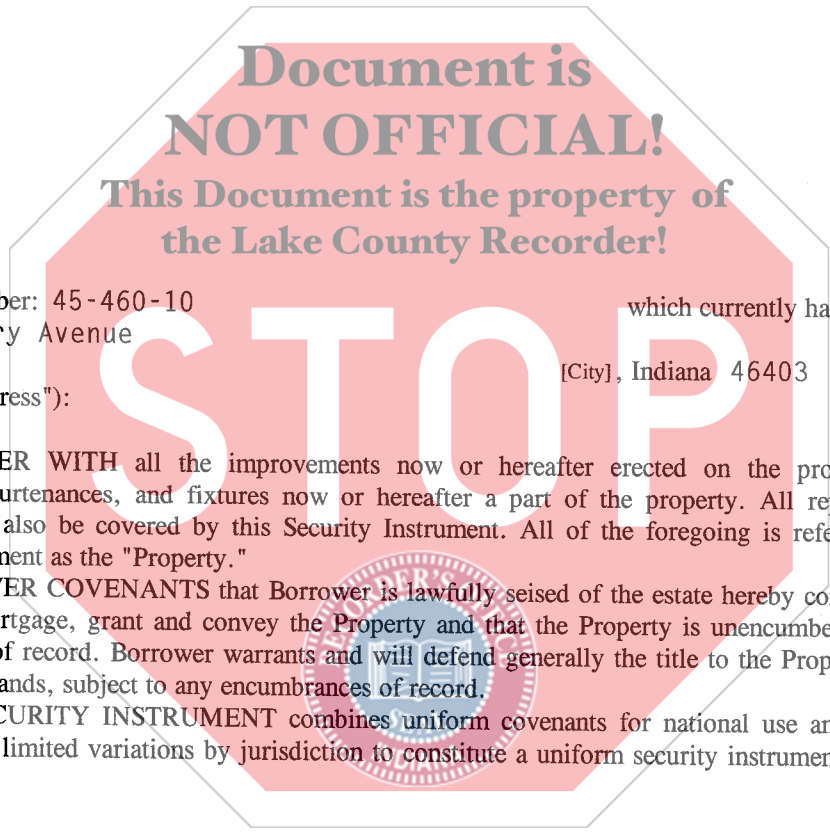 Document is
NOT OFFICIAL!
This Document is the property of
the Lake County Recorder!
ber: 45-460-10 which currently ha
ry Avenue
[City], Indiana 46403
ress"):
STOP
ER WITH all the improvements now or hereafter erected on the pro
urtenances, and fixtures now or hereafter a part of the property. All re
also be covered by this Security Instrument. All of the foregoing is refe
ment as the "Property."
ER COVENANTS that Borrower is lawfully seised of the estate hereby co
rtgage, grant and convey the Property and that the Property is unencumbe
of record. Borrower warrants and will defend generally the title to the Prop
ands, subject to any encumbrances of record.
CURITY INSTRUMENT combines uniform covenants for national use an
limited variations by jurisdiction to constitute a uniform security instrumen